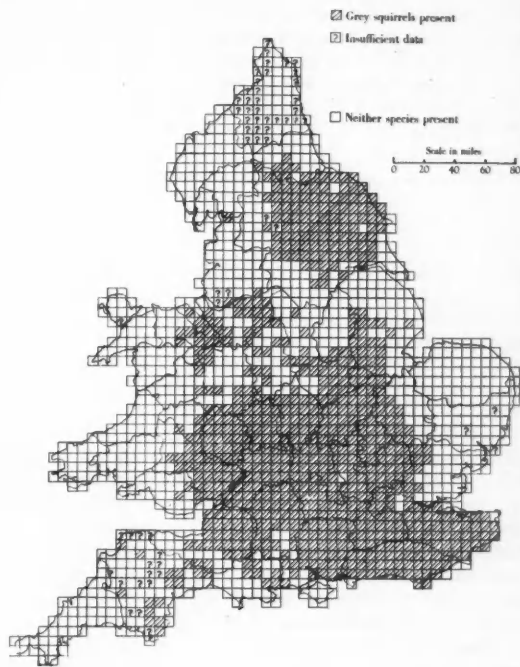 Grey squirrels present
? Insufficient data
Neither species present
Scale in miles
0 20 40 60 80